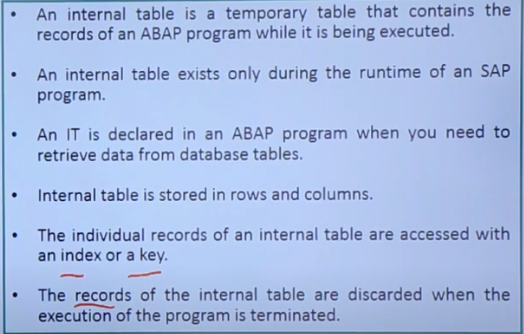 • An internal table is a temporary table that contains the
records of an ABAP program while it is being executed.
• An internal table exists only during the runtime of an SAP
program.
• An IT is declared in an ABAP program when you need to
retrieve data from database tables.
• Internal table is stored in rows and columns.
• The individual records of an internal table are accessed with
an index or a key.
• The records of the internal table are discarded when the
execution of the program is terminated.